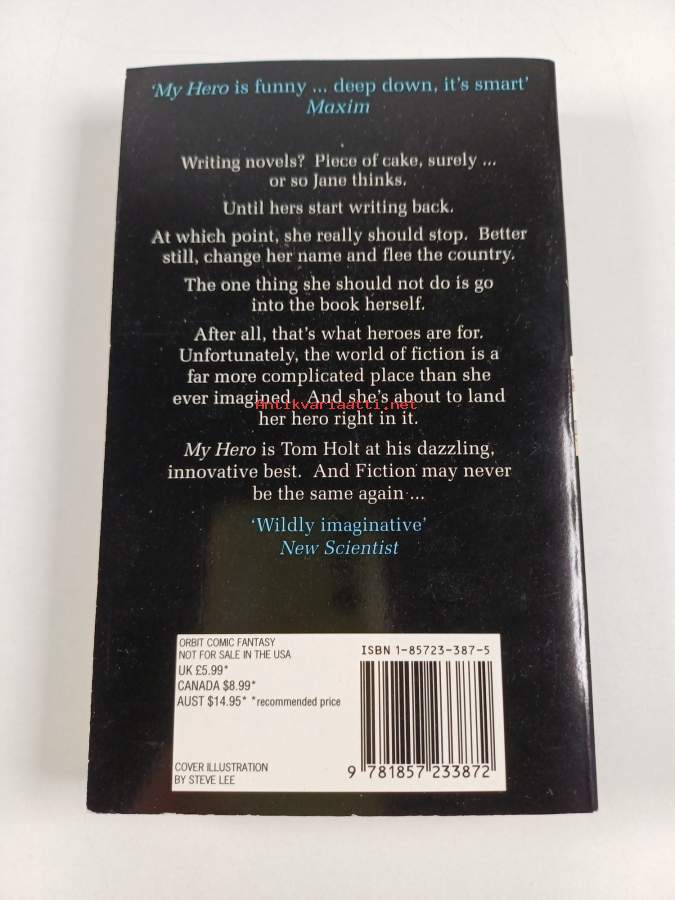 ‘My Hero is funny ... deep down, it's smart’
Maxim
Writing novels? Piece of cake, surely ...
or so Jane thinks.
Until hers start writing back.
At which point, she really should stop. Better
still, change her name and flee the country.
The one thing she should not do is go
into the book herself.
After all, that's what heroes are for.
Unfortunately, the world of fiction is a
far more complicated place than she
ever imagined. And she's about to land
Antikvariaatti.net
her hero right in it.
My Hero is Tom Holt at his dazzling,
innovative best. And Fiction may never
be the same again ...
‘Wildly imaginative’
New Scientist
ORBIT COMIC FANTASY
NOT FOR SALE IN THE USA
UK £5.99*
CANADA $8.99*
AUST $14.95* *recommended price
COVER ILLUSTRATION
BY STEVE LEE
ISBN 1-85723-387-5
9 781857 233872